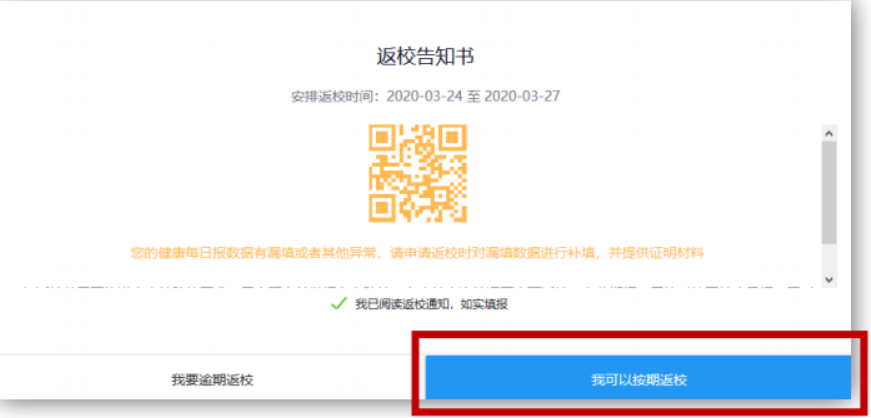 返校告知书
安排返校时间：2020-03-24 至 2020-03-27
您的健康每日报数据有漏填或者其他异常，请申请返校时对漏填数据进行补填，并提供证明材料
我已阅读返校通知，如实填报
我要逾期返校
我可以按期返校